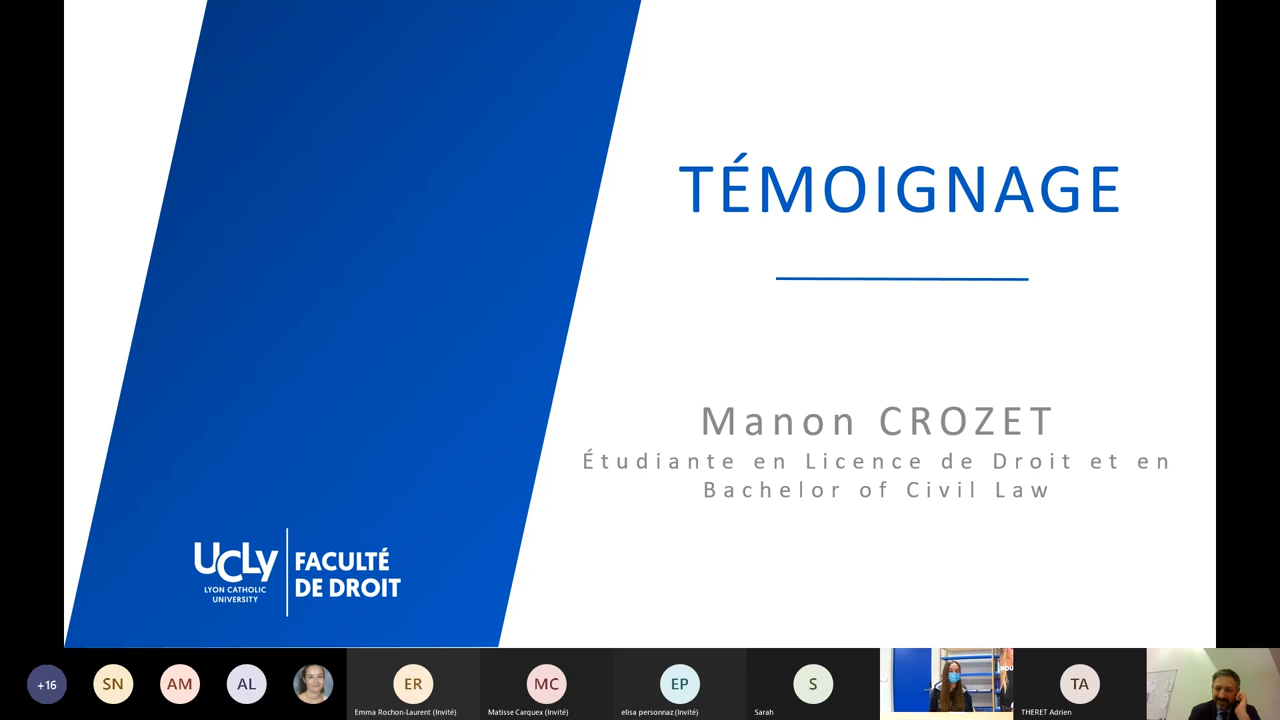 TÉMOIGNAGE
Manon CROZET
Étudiante en Licence de Droit et en
Bachelor of Civil Law
UCLy
LYON CATHOLIC
UNIVERSITY
FACULTÉ
DE DROIT
+16
SN
AM
AL
ER
Emma Rochon-Laurent (Invité)
MC
Matisse Carquex (Invité)
EP
elisa personnaz (Invité)
S
Sarah
NOU
TA
THERET Adrien